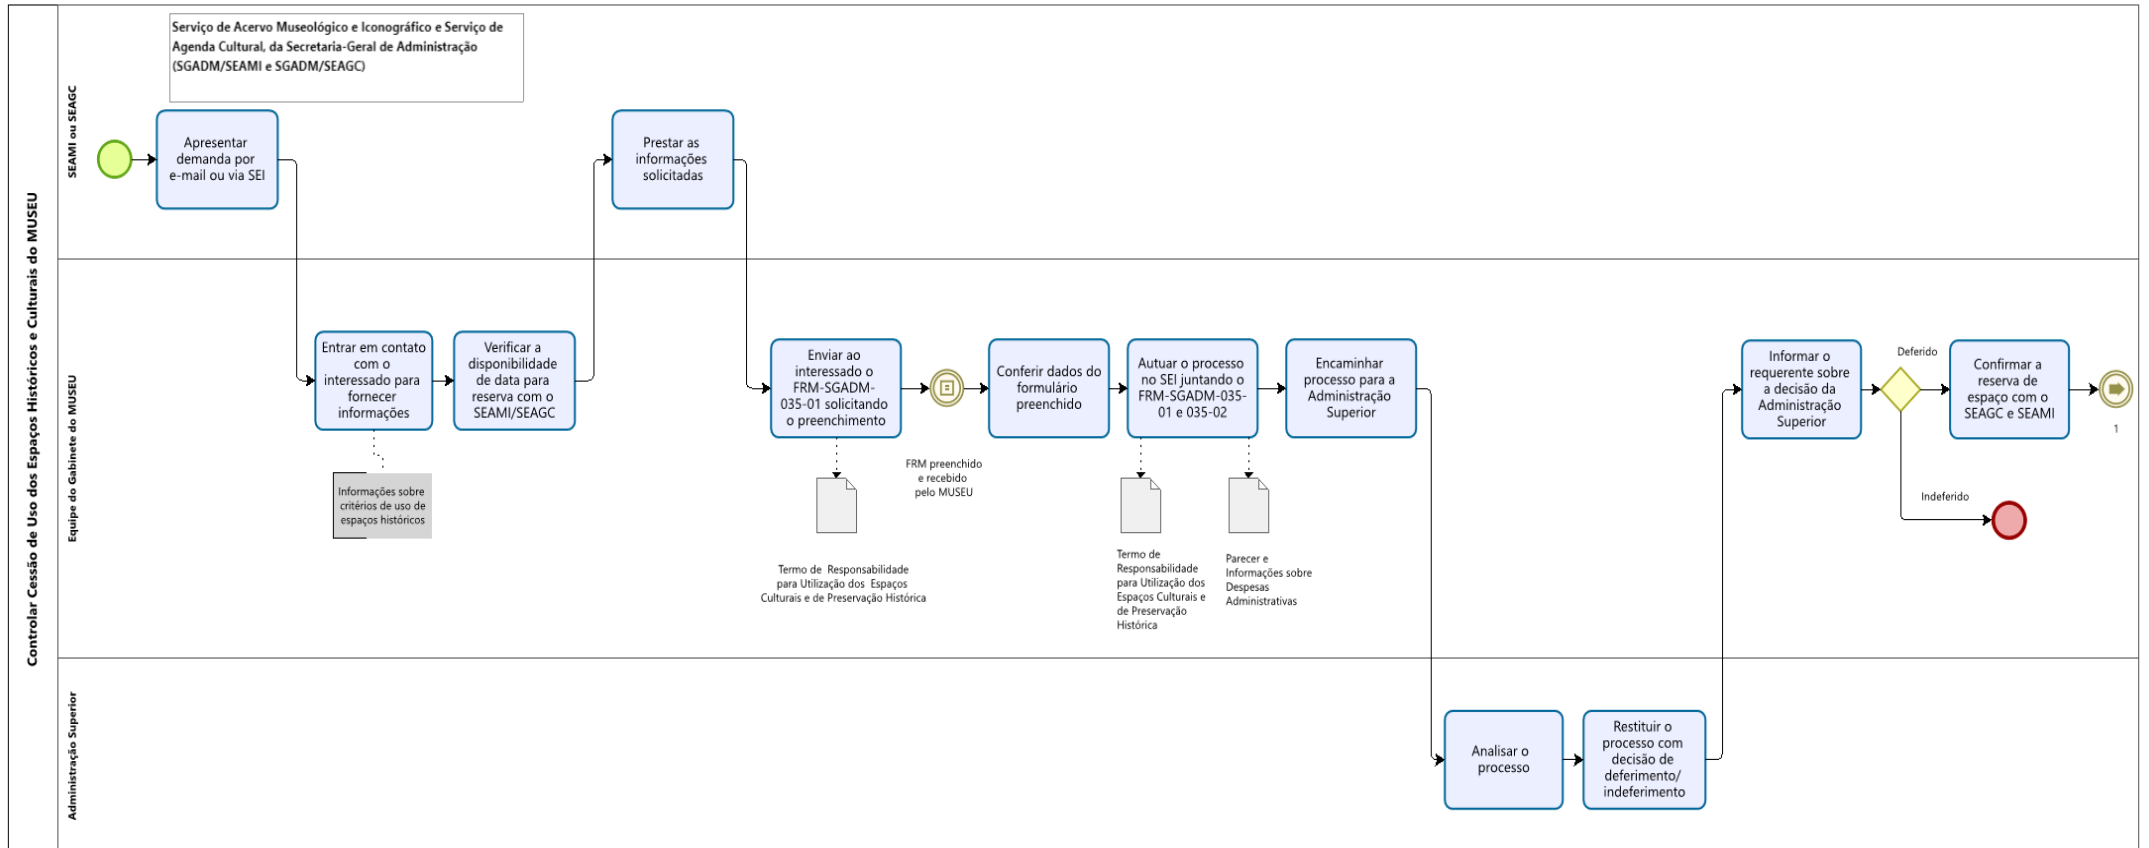 Controlar Cessão de Uso dos Espaços Históricos e Culturais do MUSEU
SEAMI ou SEAGC
Serviço de Acervo Museológico e Iconográfico e Serviço de
Agenda Cultural, da Secretaria-Geral de Administração
(SGADM/SEAMI e SGADM/SEAGC)
Apresentar
demanda por
e-mail ou via SEI
Prestar as
informações
solicitadas
Equipe do Gabinete do MUSEU
Entrar em contato
com o
interessado para
fornecer
informações
Informações sobre
critérios de uso de
espaços históricos
Verificar a
disponibilidade
de data para
reserva com o
SEAMI/SEAGC
Enviar ao
interessado o
FRM-SGADM-
035-01 solicitando
o preenchimento
Termo de Responsabilidade
para Utilização dos Espaços
Culturais e de Preservação Histórica
FRM preenchido
e recebido
pelo MUSEU
Conferir dados do
formulário
preenchido
Autuar o processo
no SEI juntando o
FRM-SGADM-035-
01 e 035-02
Termo de
Responsabilidade
para Utilização dos
Espaços Culturais e
de Preservação
Histórica
Parecer e
Informações sobre
Despesas
Administrativas
Encaminhar
processo para a
Administração
Superior
Informar o
requerente sobre
a decisão da
Administração
Superior
Deferido
Indeferido
Confirmar a
reserva de
espaço com o
SEAGC e SEAMI
1
Administração Superior
Analisar o
processo
Restituir o
processo com
decisão de
deferimento/
indeferimento